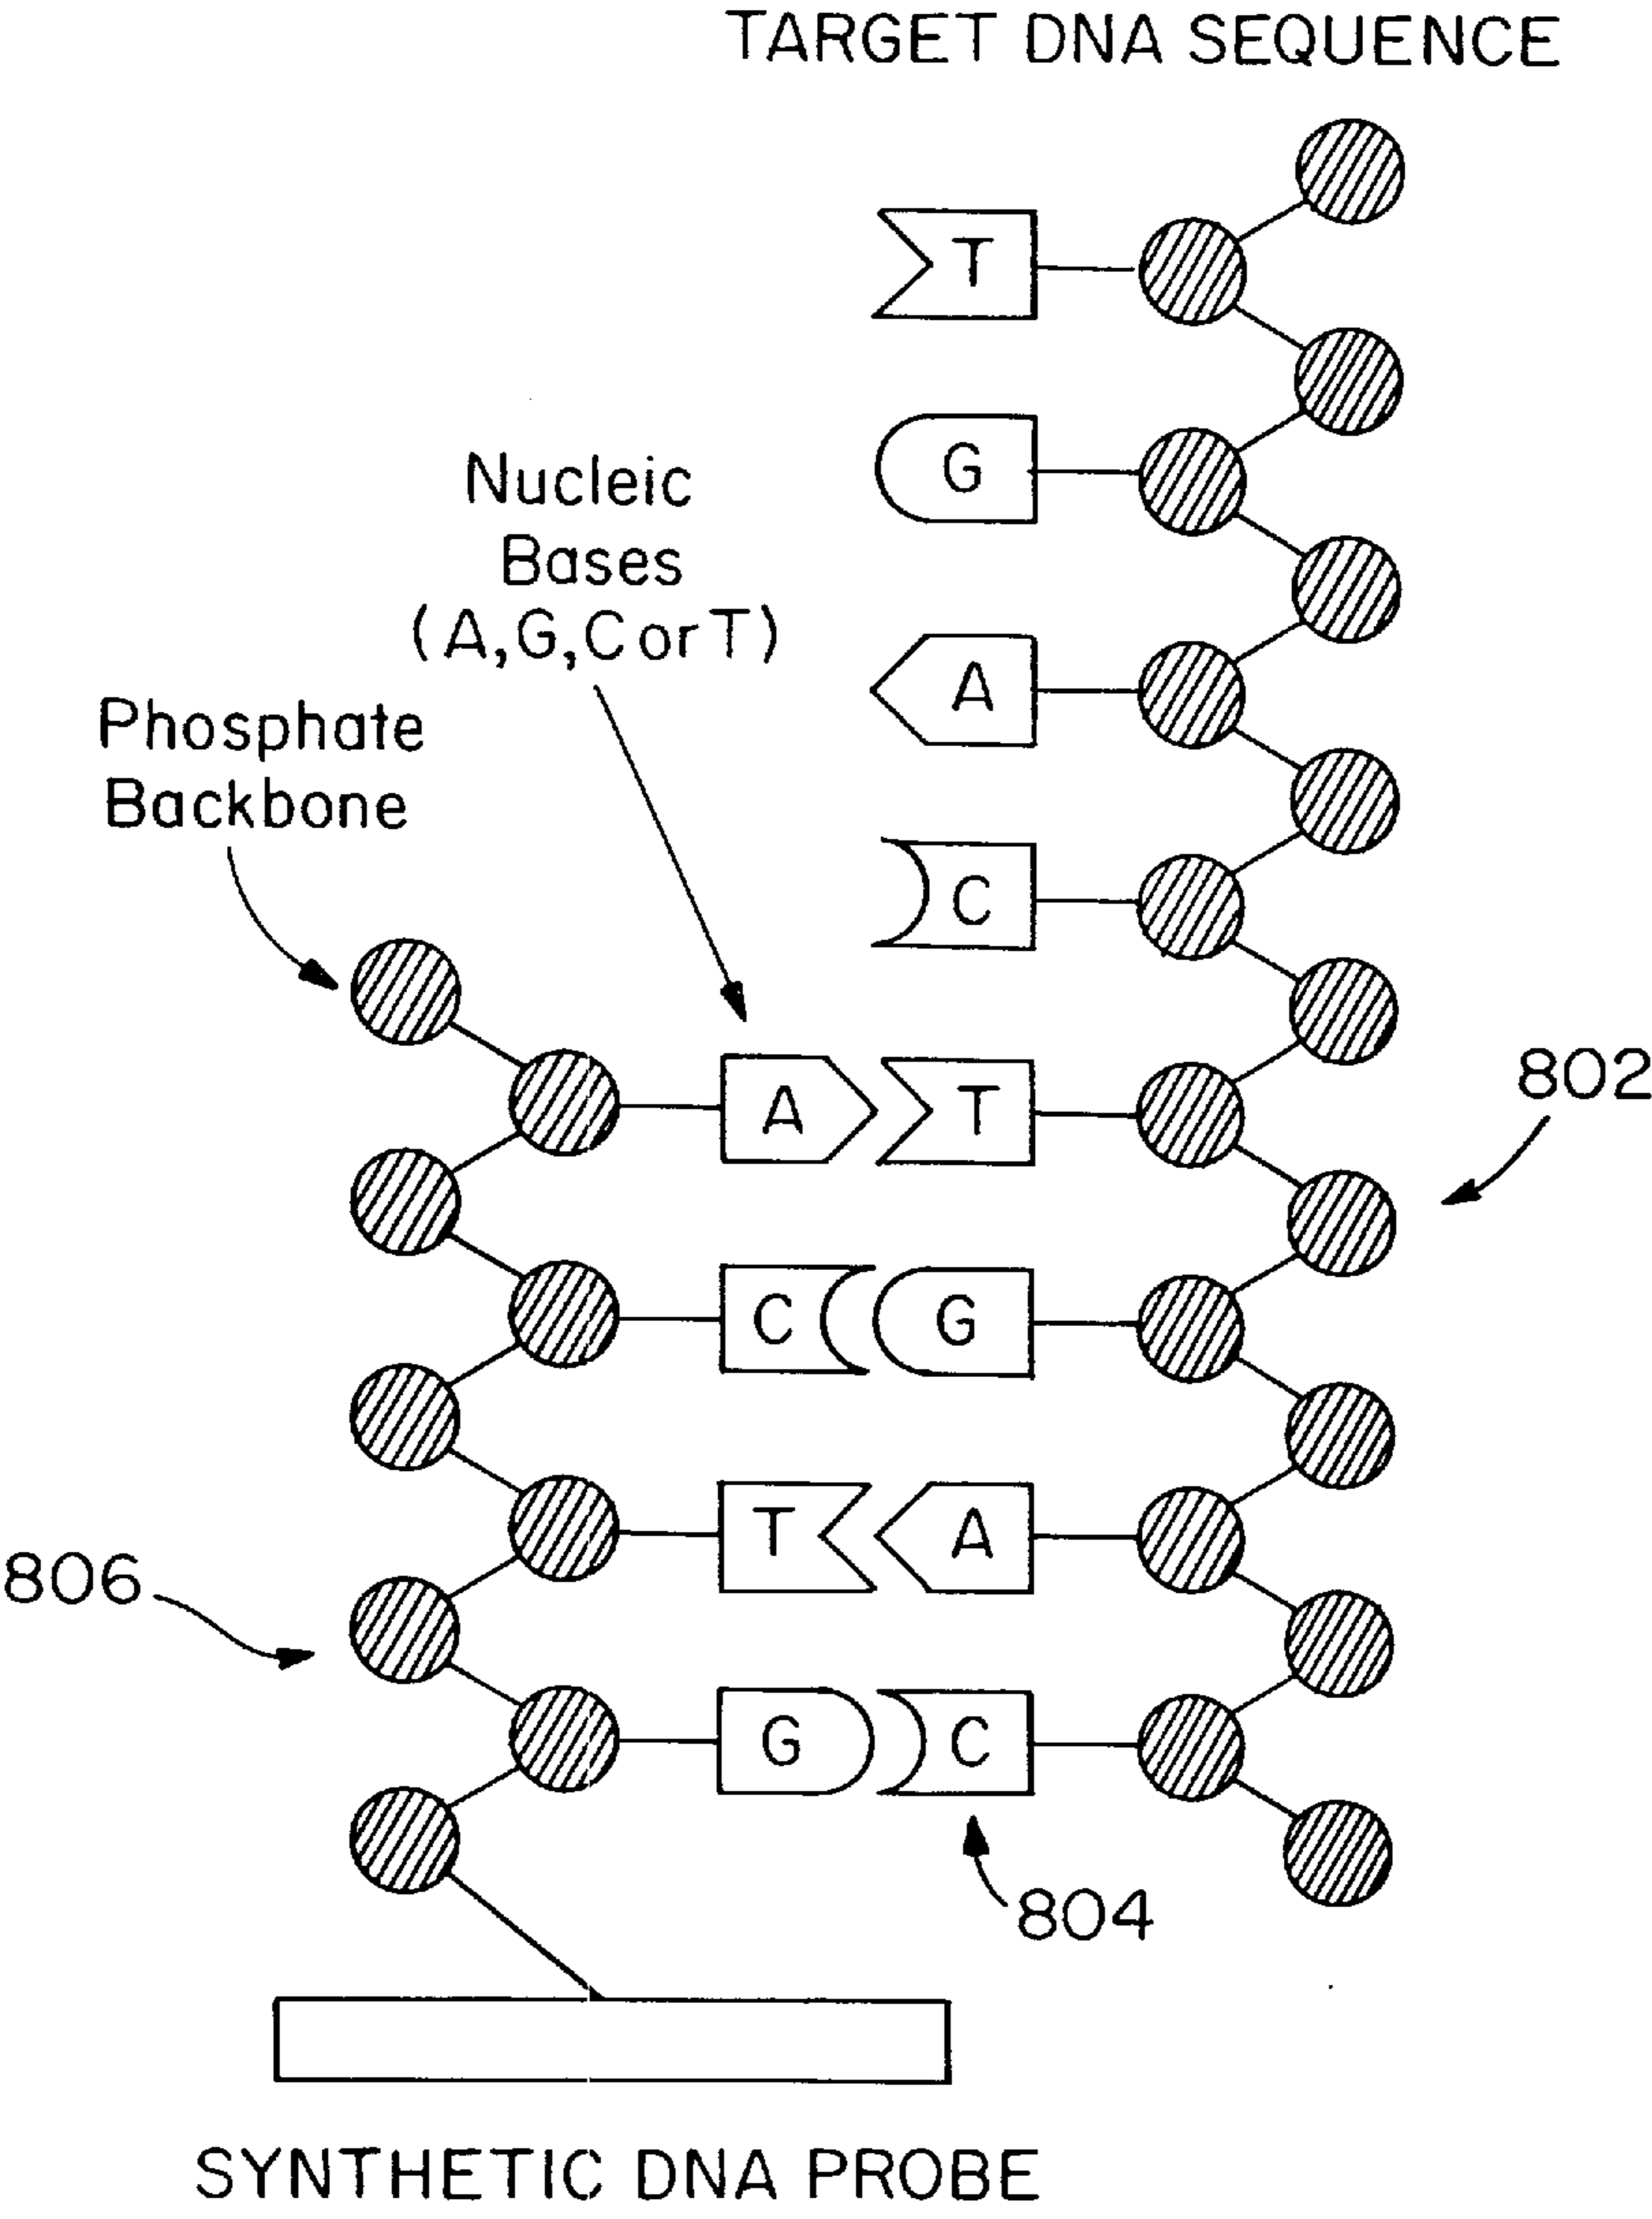 TARGET DNA SEQUENCE
T
G
Nucleic
Bases
(A,G,C or T)
A
Phosphate
Backbone
C
802
A T
C G
T A
806
G C
804
SYNTHETIC DNA PROBE